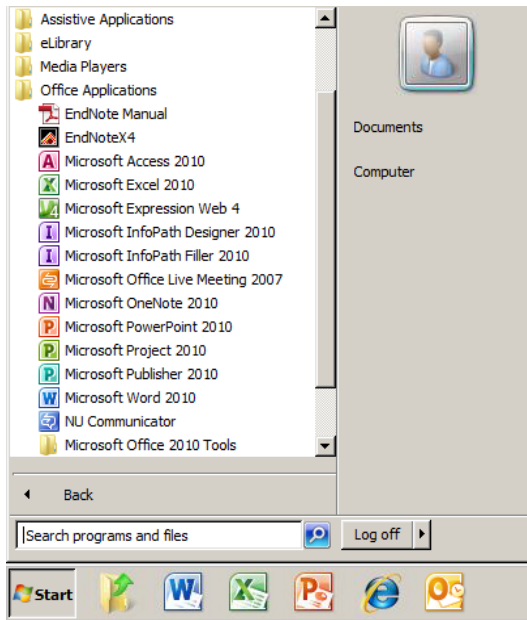 Assistive Applications
eLibrary
Media Players
Office Applications
EndNote Manual
EndNoteX4
Microsoft Access 2010
Microsoft Excel 2010
Microsoft Expression Web 4
Microsoft InfoPath Designer 2010
Microsoft InfoPath Filler 2010
Microsoft Office Live Meeting 2007
Microsoft OneNote 2010
Microsoft PowerPoint 2010
Microsoft Project 2010
Microsoft Publisher 2010
Microsoft Word 2010
NU Communicator
Microsoft Office 2010 Tools
Back
Search programs and files
Documents
Computer
Log off
Start